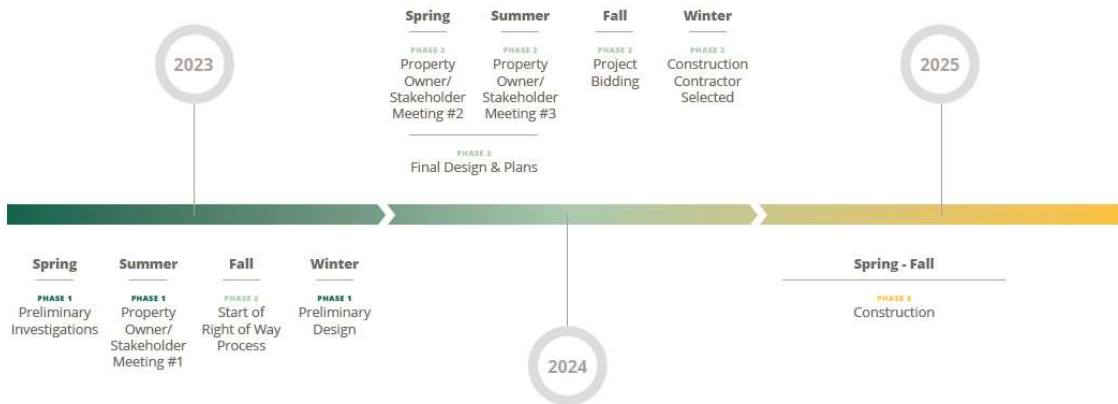 Spring
Summer
Fall
Winter
2023
2025
PHASE 2
Property
Owner/
Stakeholder
Meeting #2
PHASE 2
Property
Owner/
Stakeholder
Meeting #3
PHASE 2
Project
Bidding
PHASE 2
Construction
Contractor
Selected
PHASE 2
Final Design & Plans
Spring
PHASE 1
Preliminary
Investigations
Summer
PHASE 1
Property
Owner/
Stakeholder
Meeting #1
Fall
PHASE 2
Start of
Right of Way
Process
Winter
PHASE 1
Preliminary
Design
Spring - Fall
PHASE 3
Construction
2024